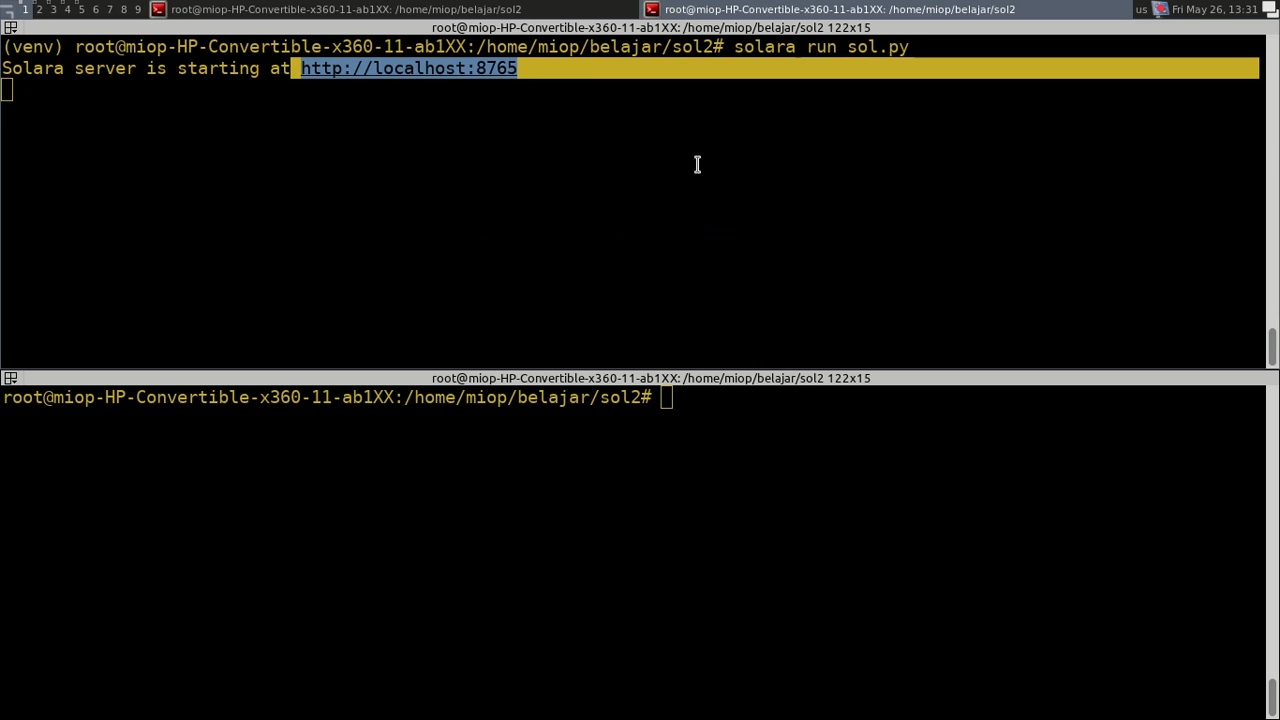 1 2 3 4 5 6 7 8 9 root@miop-HP-Convertible-x360-11-ab1XX: /home/miop/belajar/sol2 root@miop-HP-Convertible-x360-11-ab1XX: /home/miop/belajar/sol2 us Fri May 26, 13:31
root@miop-HP-Convertible-x360-11-ab1XX: /home/miop/belajar/sol2 122x15
(venv) root@miop-HP-Convertible-x360-11-ab1XX:/home/miop/belajar/sol2# solara run sol.py
Solara server is starting at http://localhost:8765
root@miop-HP-Convertible-x360-11-ab1XX: /home/miop/belajar/sol2 122x15
root@miop-HP-Convertible-x360-11-ab1XX:/home/miop/belajar/sol2#